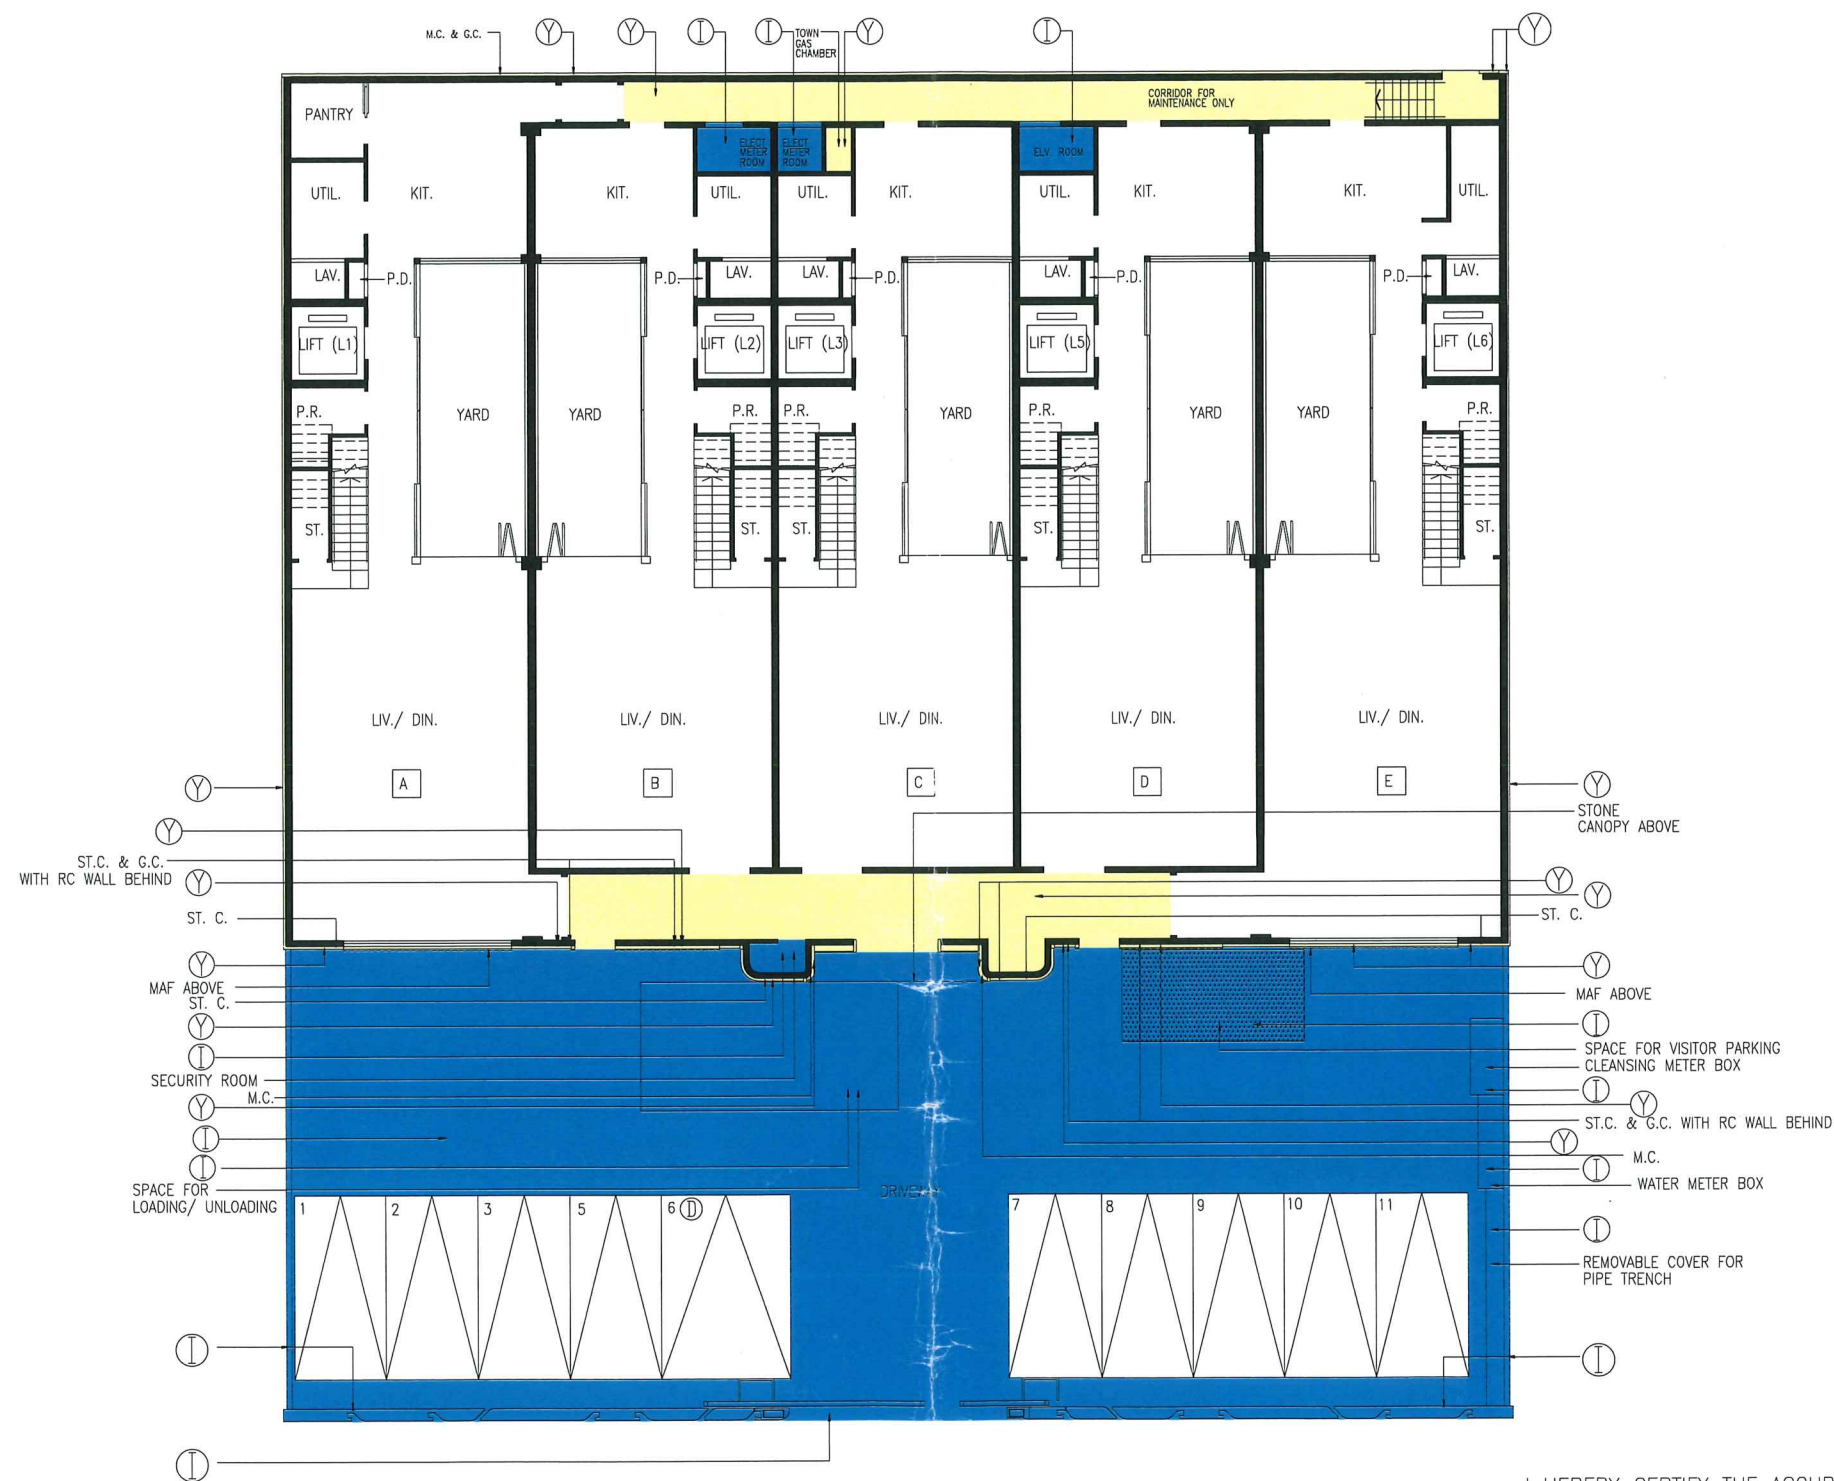 M.C. & G.C.
Y
Y
I
I
TOWN
GAS
CHAMBER
Y
I
Y
CORRIDOR FOR
MAINTENANCE ONLY
PANTRY
ELECT
METER
ROOM
ELECT
METER
ROOM
ELV. ROOM
UTIL.
KIT.
KIT.
UTIL.
UTIL.
KIT.
UTIL.
KIT.
KIT.
UTIL.
LAV.
P.D.
P.D.
LAV.
LAV.
P.D.
LAV.
P.D.
P.D.
LAV.
LIFT (L1)
LIFT (L2)
LIFT (L3)
LIFT (L5)
LIFT (L6)
P.R.
YARD
YARD
P.R.
P.R.
YARD
P.R.
YARD
YARD
P.R.
ST.
ST.
ST.
ST.
ST.
LIV./ DIN.
LIV./ DIN.
LIV./ DIN.
LIV./ DIN.
LIV./ DIN.
A
B
C
D
E
Y
Y
STONE
CANOPY ABOVE
Y
ST.C. & G.C.
WITH RC WALL BEHIND
Y
Y
Y
ST. C.
ST. C.
Y
MAF ABOVE
ST. C.
Y
I
SECURITY ROOM
M.C.
Y
I
I
SPACE FOR
LOADING/ UNLOADING
Y
MAF ABOVE
I
SPACE FOR VISITOR PARKING
CLEANSING METER BOX
I
Y
ST.C. & G.C. WITH RC WALL BEHIND
Y
M.C.
I
WATER METER BOX
I
REMOVABLE COVER FOR
PIPE TRENCH
1
2
3
5
6
D
7
8
9
10
11
I
I
I